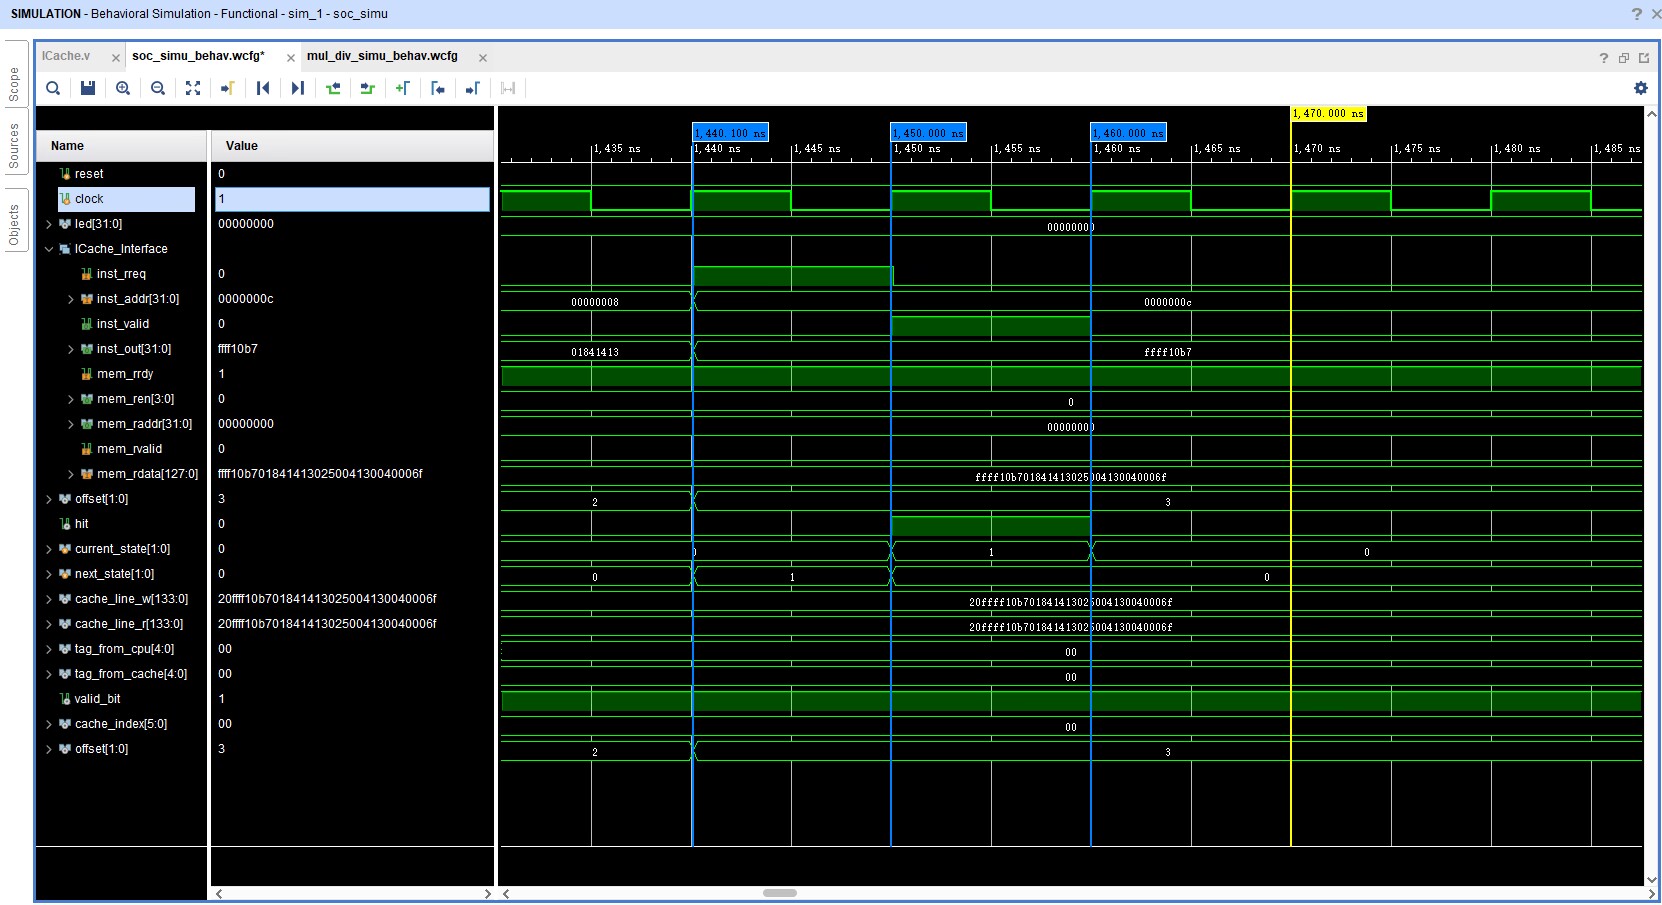 SIMULATION - Behavioral Simulation - Functional - sim_1 - soc_simu
? ×
Scope
Sources
Objects
ICache.v ×
soc_simu_behav.wcfg* ×
mul_div_simu_behav.wcfg ×
?
1,470.000 ns
1,440.100 ns
1,450.000 ns
1,460.000 ns
Name
Value
1,435 ns
1,440 ns
1,445 ns
1,450 ns
1,455 ns
1,460 ns
1,465 ns
1,470 ns
1,475 ns
1,480 ns
1,485 ns
reset 0
clock 1
led[31:0] 00000000 00000000
ICache_Interface
inst_rreq 0
inst_addr[31:0] 0000000c 00000008 0000000c
inst_valid 0
inst_out[31:0] ffff10b7 01841413 ffff10b7
mem_rrdy 1
mem_ren[3:0] 0 0
mem_raddr[31:0] 00000000 00000000
mem_rvalid 0
mem_rdata[127:0] ffff10b701841413025004130040006f ffff10b701841413025004130040006f
offset[1:0] 3 2 3
hit 0
current_state[1:0] 0 0 1 0
next_state[1:0] 0 0 1 0
cache_line_w[133:0] 20ffff10b701841413025004130040006f 20ffff10b701841413025004130040006f
cache_line_r[133:0] 20ffff10b701841413025004130040006f 20ffff10b701841413025004130040006f
tag_from_cpu[4:0] 00 00
tag_from_cache[4:0] 00 00
valid_bit 1
cache_index[5:0] 00 00
offset[1:0] 3 2 3